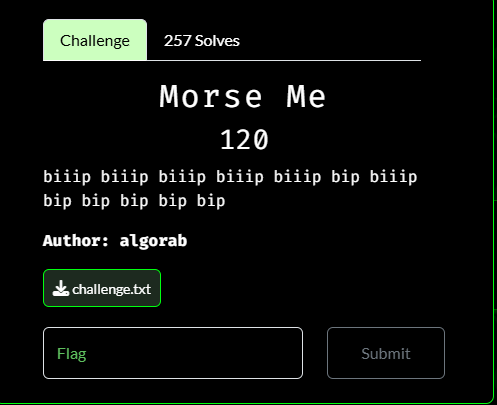 Challenge 257 Solves
Morse Me
120
biiip biiip biiip biiip biiip bip biiip
bip bip bip bip bip
Author: algorab
challenge.txt
Flag Submit